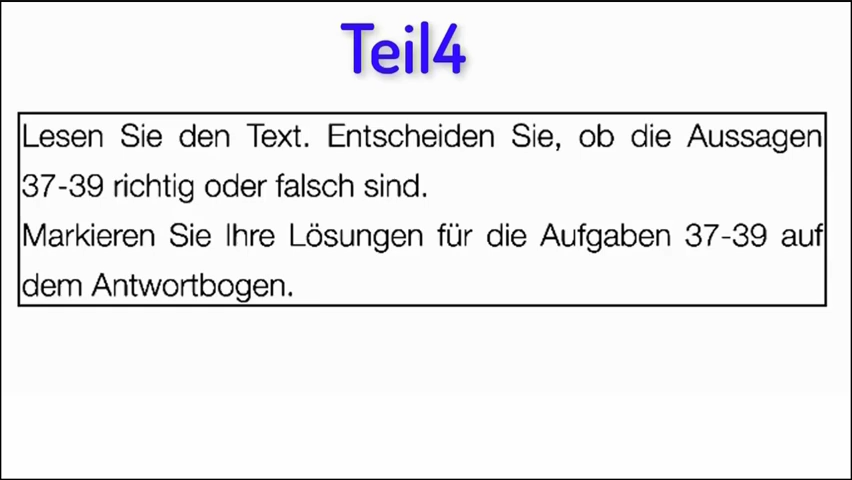 Teil4
Lesen Sie den Text. Entscheiden Sie, ob die Aussagen
37-39 richtig oder falsch sind.
Markieren Sie Ihre Lösungen für die Aufgaben 37-39 auf
dem Antwortbogen.